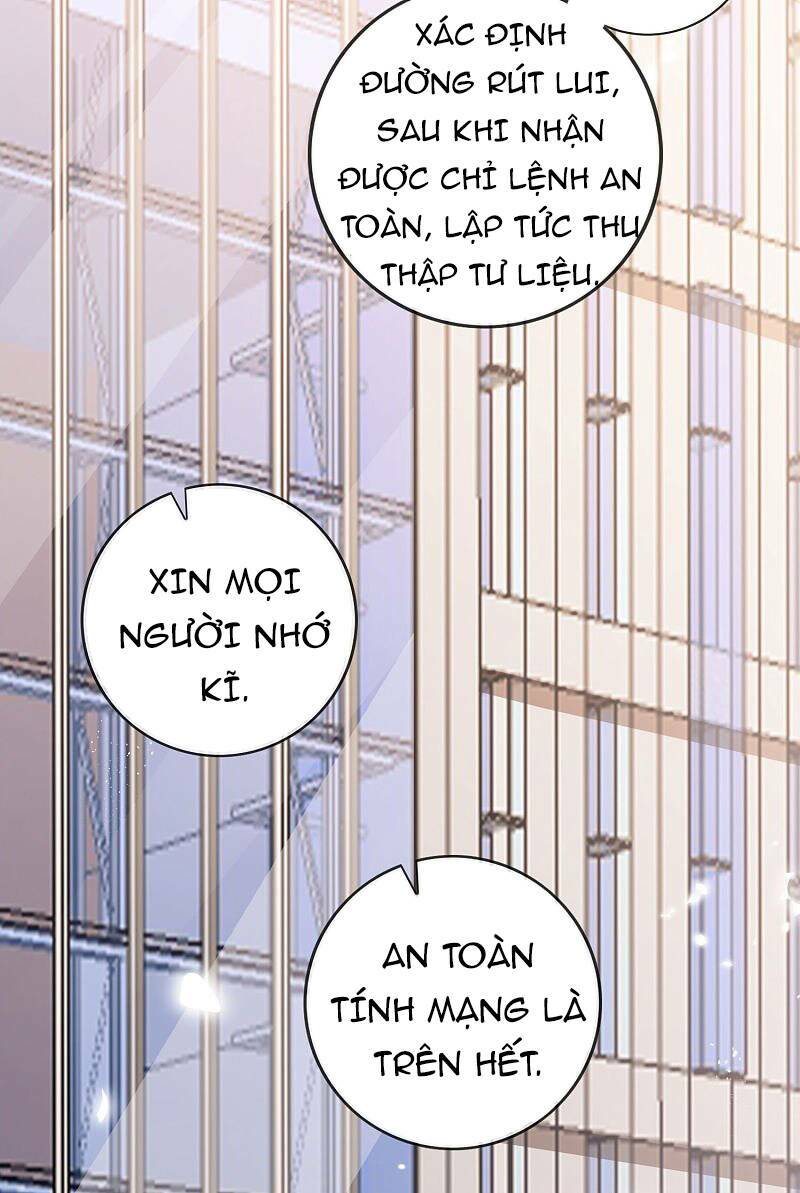 XÁC ĐỊNH
ĐƯỜNG RÚT LUI,
SAU KHI NHẬN
ĐƯỢC CHỈ LỆNH AN
TOÀN, LẬP TỨC THU
THẬP TƯ LIỆU.
XIN MỌI
NGƯỜI NHỚ
KĨ.
AN TOÀN
TÍNH MẠNG LÀ
TRÊN HẾT.